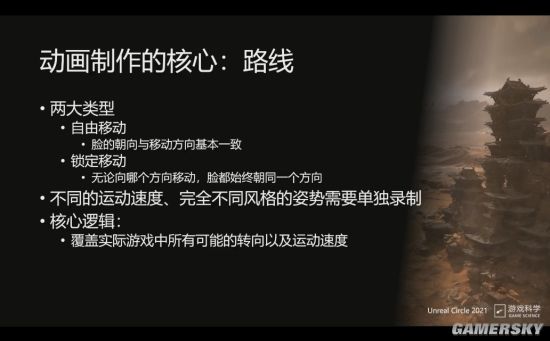 动画制作的核心：路线
• 两大类型
• 自由移动
• 脸的朝向与移动方向基本一致
• 锁定移动
• 无论向哪个方向移动，脸都始终朝同一个方向
• 不同的运动速度、完全不同风格的姿势需要单独录制
• 核心逻辑：
• 覆盖实际游戏中所有可能的转向以及运动速度
Unreal Circle 2021
游戏科学
GAME SCIENCE
GAMERSKY